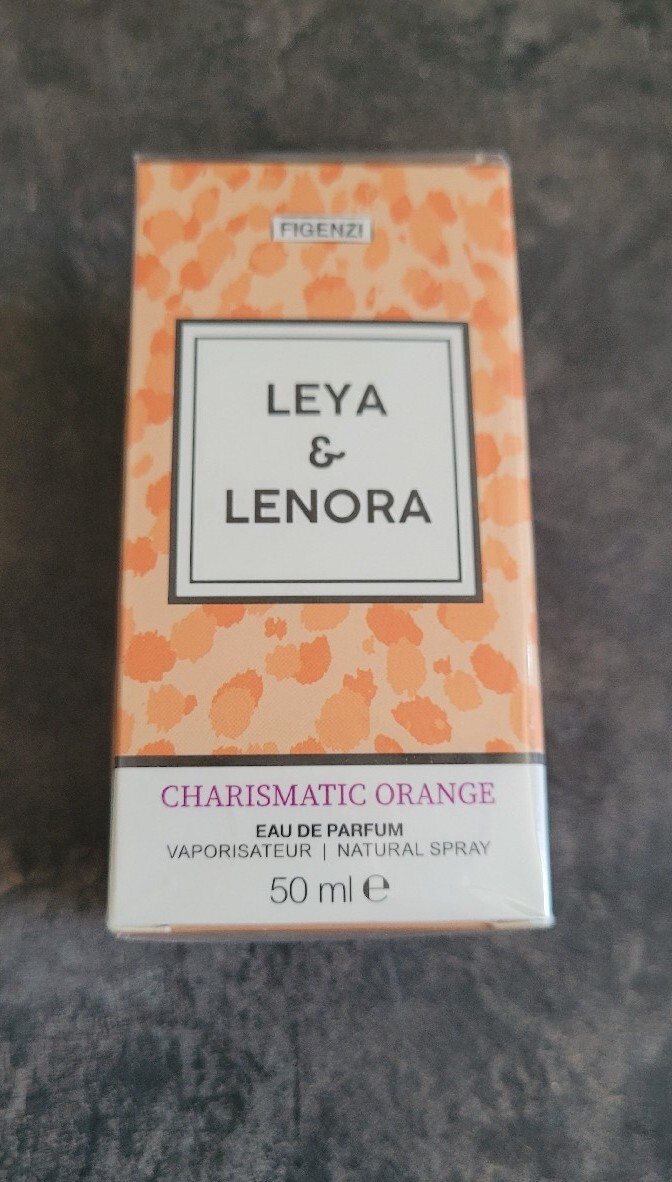 FIGENZI
LEYA
&
LENORA
CHARISMATIC ORANGE
EAU DE PARFUM
VAPORISATEUR | NATURAL SPRAY
50 ml ℮